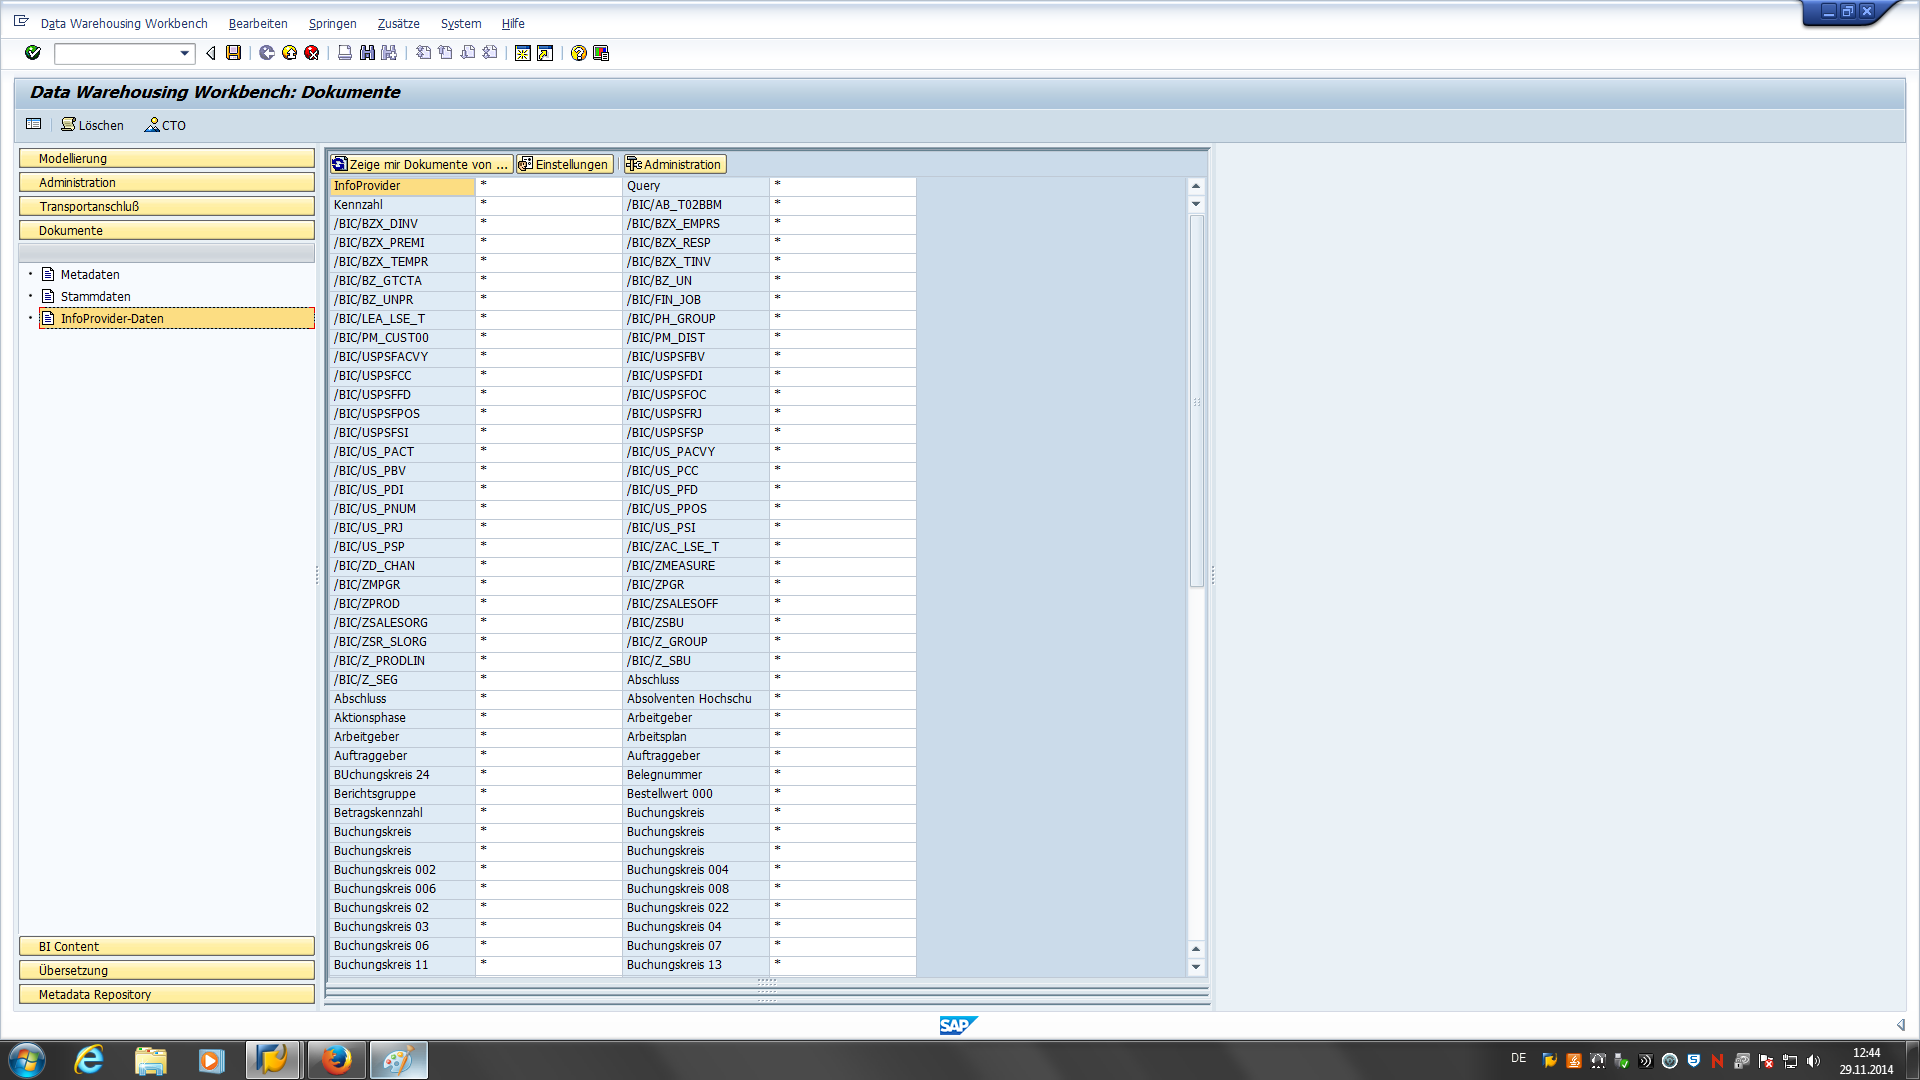 Data Warehousing Workbench Bearbeiten Springen Zusätze System Hilfe
Data Warehousing Workbench: Dokumente
Löschen CTO
Modellierung
Administration
Transportanschluß
Dokumente
Metadaten
Stammdaten
InfoProvider-Daten
BI Content
Übersetzung
Metadata Repository
Zeige mir Dokumente von ... Einstellungen Administration
InfoProvider * Query *
Kennzahl * /BIC/AB_T02BBM *
/BIC/BZX_DINV * /BIC/BZX_EMPRS *
/BIC/BZX_PREMI * /BIC/BZX_RESP *
/BIC/BZX_TEMPR * /BIC/BZX_TINV *
/BIC/BZ_GTCTA * /BIC/BZ_UN *
/BIC/BZ_UNPR * /BIC/FIN_JOB *
/BIC/LEA_LSE_T * /BIC/PH_GROUP *
/BIC/PM_CUST00 * /BIC/PM_DIST *
/BIC/USPSFACVY * /BIC/USPSFBV *
/BIC/USPSFCC * /BIC/USPSFDI *
/BIC/USPSFFD * /BIC/USPSFOC *
/BIC/USPSFPOS * /BIC/USPSFRJ *
/BIC/USPSFSI * /BIC/USPSFSP *
/BIC/US_PACT * /BIC/US_PACVY *
/BIC/US_PBV * /BIC/US_PCC *
/BIC/US_PDI * /BIC/US_PFD *
/BIC/US_PNUM * /BIC/US_PPOS *
/BIC/US_PRJ * /BIC/US_PSI *
/BIC/US_PSP * /BIC/ZAC_LSE_T *
/BIC/ZD_CHAN * /BIC/ZMEASURE *
/BIC/ZMPGR * /BIC/ZPGR *
/BIC/ZPROD * /BIC/ZSALESOFF *
/BIC/ZSALESORG * /BIC/ZSBU *
/BIC/ZSR_SLORG * /BIC/Z_GROUP *
/BIC/Z_PRODLIN * /BIC/Z_SBU *
/BIC/Z_SEG * Abschluss *
Abschluss * Absolventen Hochschu *
Aktionsphase * Arbeitgeber *
Arbeitgeber * Arbeitsplan *
Auftraggeber * Auftraggeber *
BUchungskreis 24 * Belegnummer *
Berichtsgruppe * Bestellwert 000 *
Betragskennzahl * Buchungskreis *
Buchungskreis * Buchungskreis *
Buchungskreis * Buchungskreis *
Buchungskreis 002 * Buchungskreis 004 *
Buchungskreis 006 * Buchungskreis 008 *
Buchungskreis 02 * Buchungskreis 022 *
Buchungskreis 03 * Buchungskreis 04 *
Buchungskreis 06 * Buchungskreis 07 *
Buchungskreis 11 * Buchungskreis 13 *
SAP
DE
12:44
29.11.2014